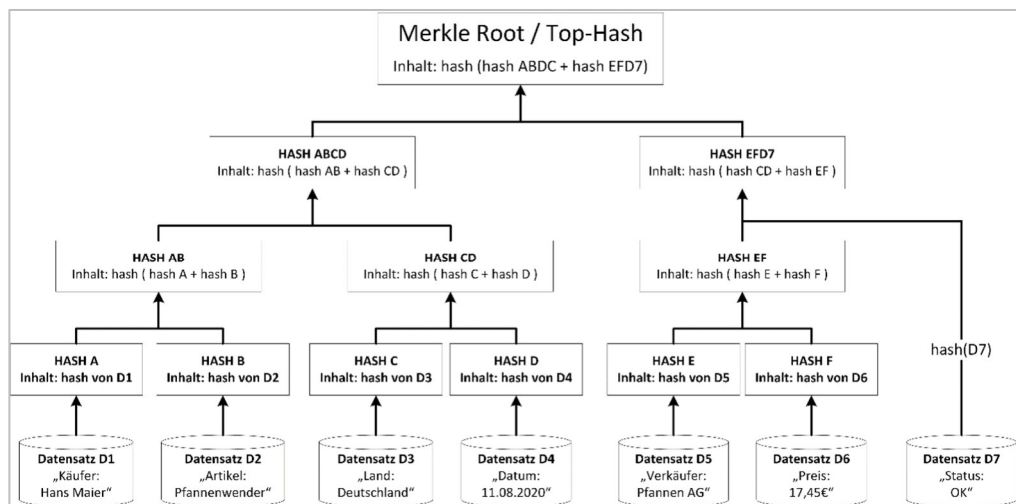 Merkle Root / Top-Hash
Inhalt: hash (hash ABDC + hash EFD7)
HASH ABCD
Inhalt: hash ( hash AB + hash CD )
HASH EFD7
Inhalt: hash ( hash CD + hash EF )
HASH AB
Inhalt: hash ( hash A + hash B )
HASH CD
Inhalt: hash ( hash C + hash D )
HASH EF
Inhalt: hash ( hash E + hash F )
HASH A
Inhalt: hash von D1
HASH B
Inhalt: hash von D2
HASH C
Inhalt: hash von D3
HASH D
Inhalt: hash von D4
HASH E
Inhalt: hash von D5
HASH F
Inhalt: hash von D6
hash(D7)
Datensatz D1
„Käufer:
Hans Maier“
Datensatz D2
„Artikel:
Pfannenwender“
Datensatz D3
„Land:
Deutschland“
Datensatz D4
„Datum:
11.08.2020“
Datensatz D5
„Verkäufer:
Pfannen AG“
Datensatz D6
„Preis:
17,45€“
Datensatz D7
„Status:
OK“